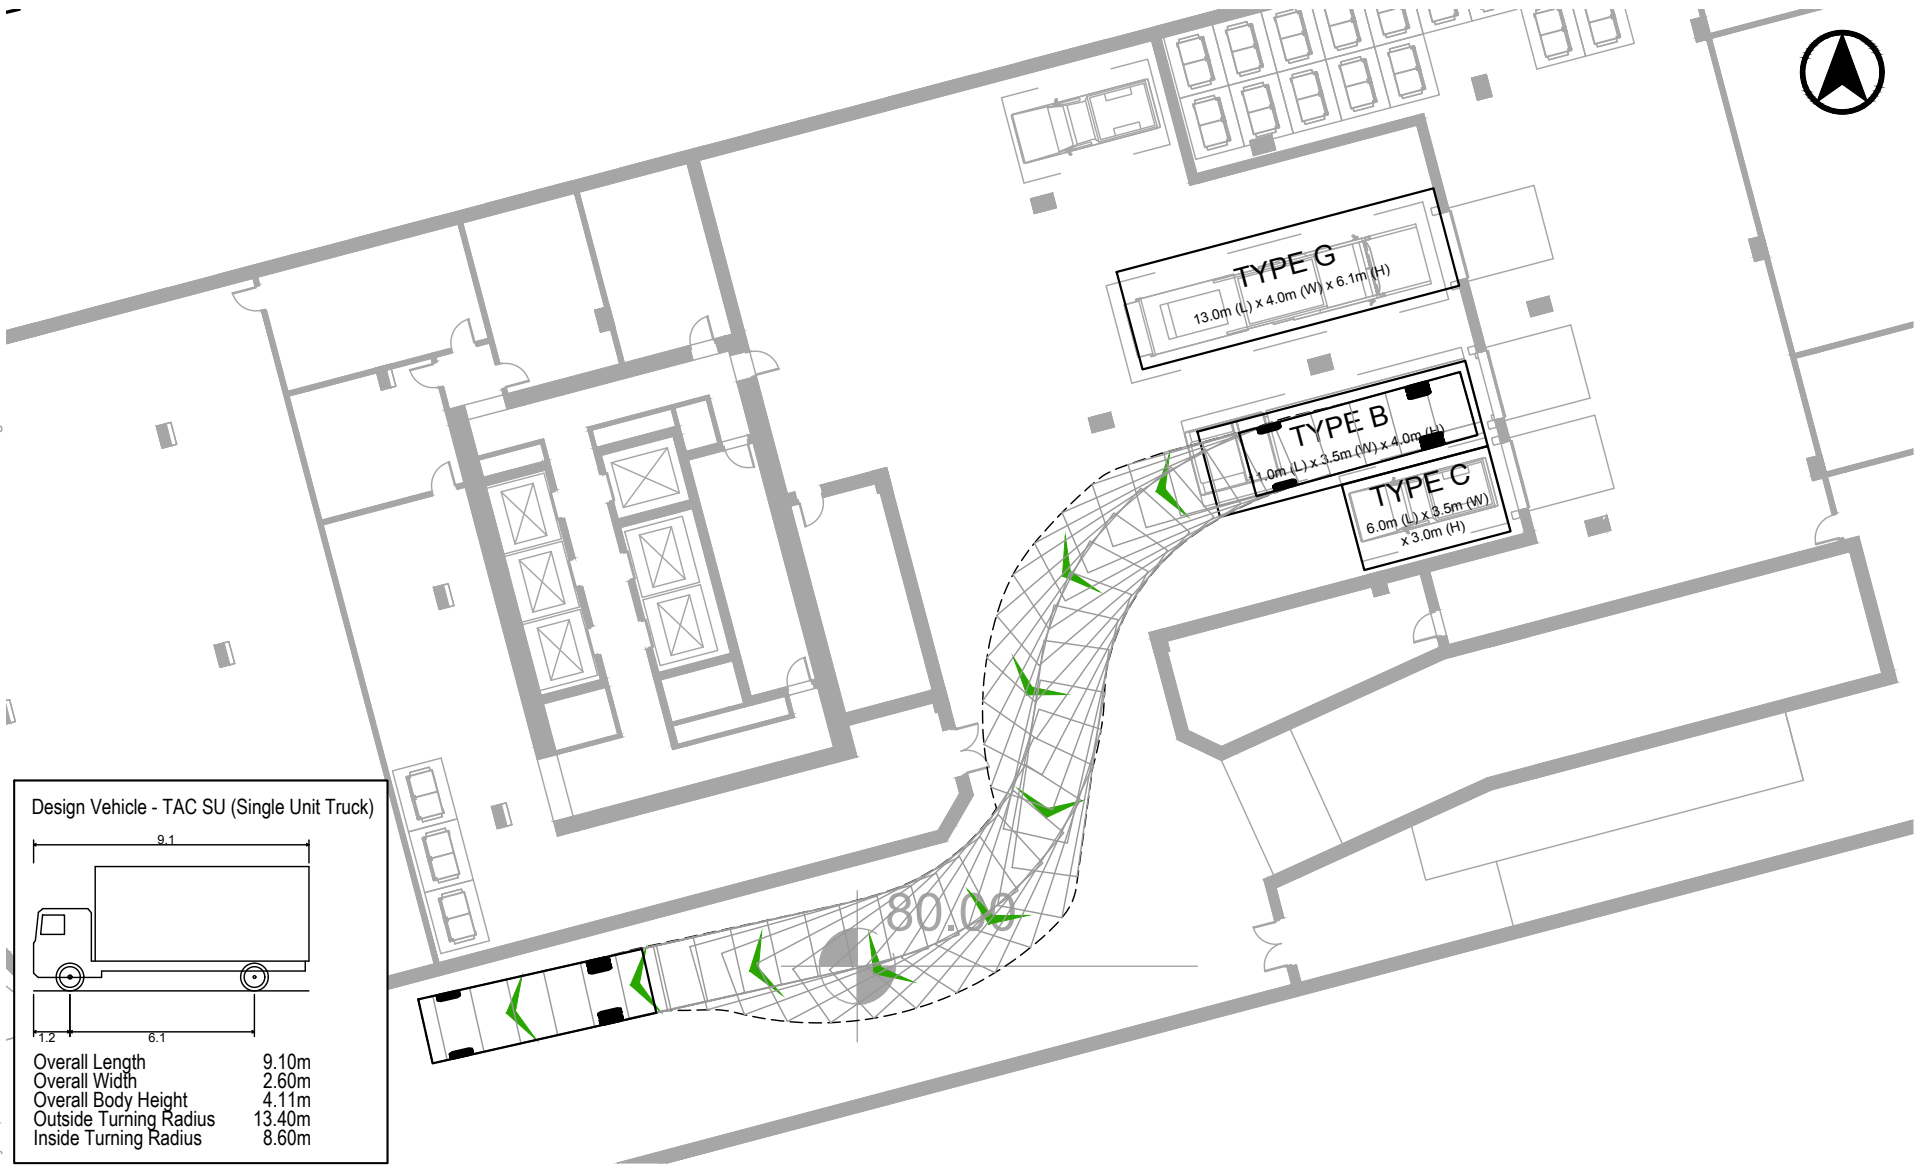 TYPE G
13.0m (L) x 4.0m (W) x 6.1m (H)
TYPE B
11.0m (L) x 3.5m (W) x 4.0m (H)
TYPE C
6.0m (L) x 3.5m (W)
x 3.0m (H)
80.00
Design Vehicle - TAC SU (Single Unit Truck)
9.1
1.2
6.1
Overall Length 9.10m
Overall Width 2.60m
Overall Body Height 4.11m
Outside Turning Radius 13.40m
Inside Turning Radius 8.60m